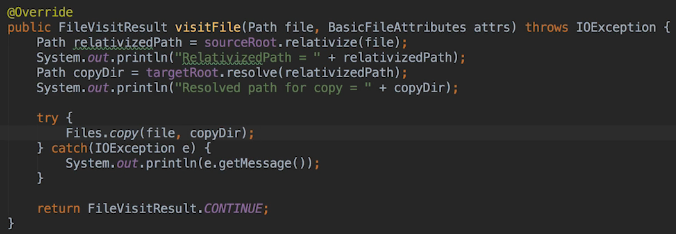 @Override
public FileVisitResult visitFile(Path file, BasicFileAttributes attrs) throws IOException {
    Path relativizedPath = sourceRoot.relativize(file);
    System.out.println("RelativizedPath = " + relativizedPath);
    Path copyDir = targetRoot.resolve(relativizedPath);
    System.out.println("Resolved path for copy = " + copyDir);

    try {
        Files.copy(file, copyDir);
    } catch(IOException e) {
        System.out.println(e.getMessage());
    }

    return FileVisitResult.CONTINUE;
}